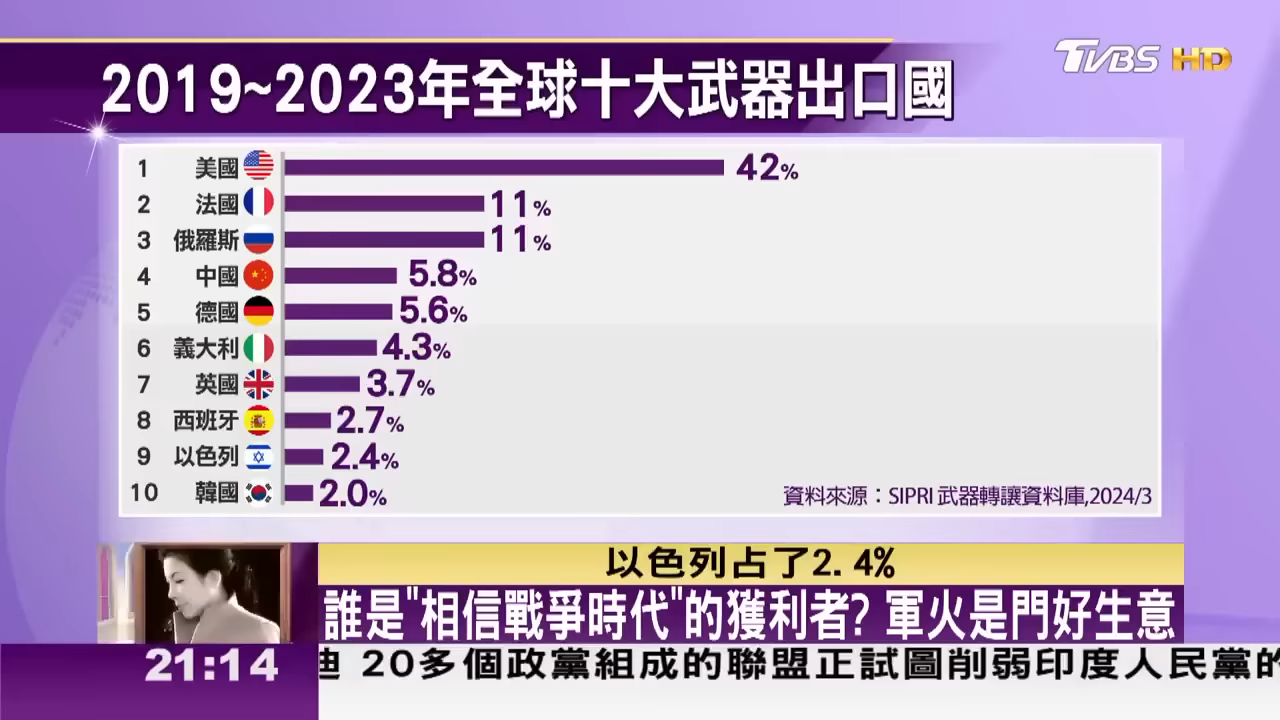 TVBS HD
2019~2023年全球十大武器出口國
1 美國 42%
2 法國 11%
3 俄羅斯 11%
4 中國 5.8%
5 德國 5.6%
6 義大利 4.3%
7 英國 3.7%
8 西班牙 2.7%
9 以色列 2.4%
10 韓國 2.0%
資料來源：SIPRI 武器轉讓資料庫,2024/3
以色列占了2.4%
誰是"相信戰爭時代"的獲利者? 軍火是門好生意
21:14 迪 20多個政黨組成的聯盟正試圖削弱印度人民黨的